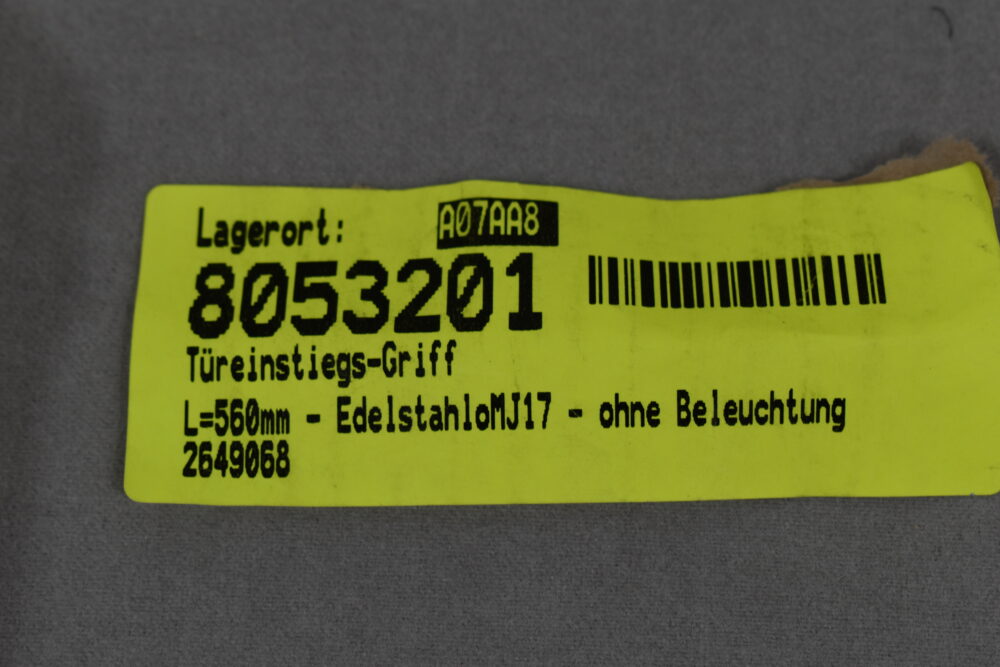 Lagerort: A07AA8
8053201
Türeinstiegs-Griff
L=560mm - EdelstahloMJ17 - ohne Beleuchtung
2649068